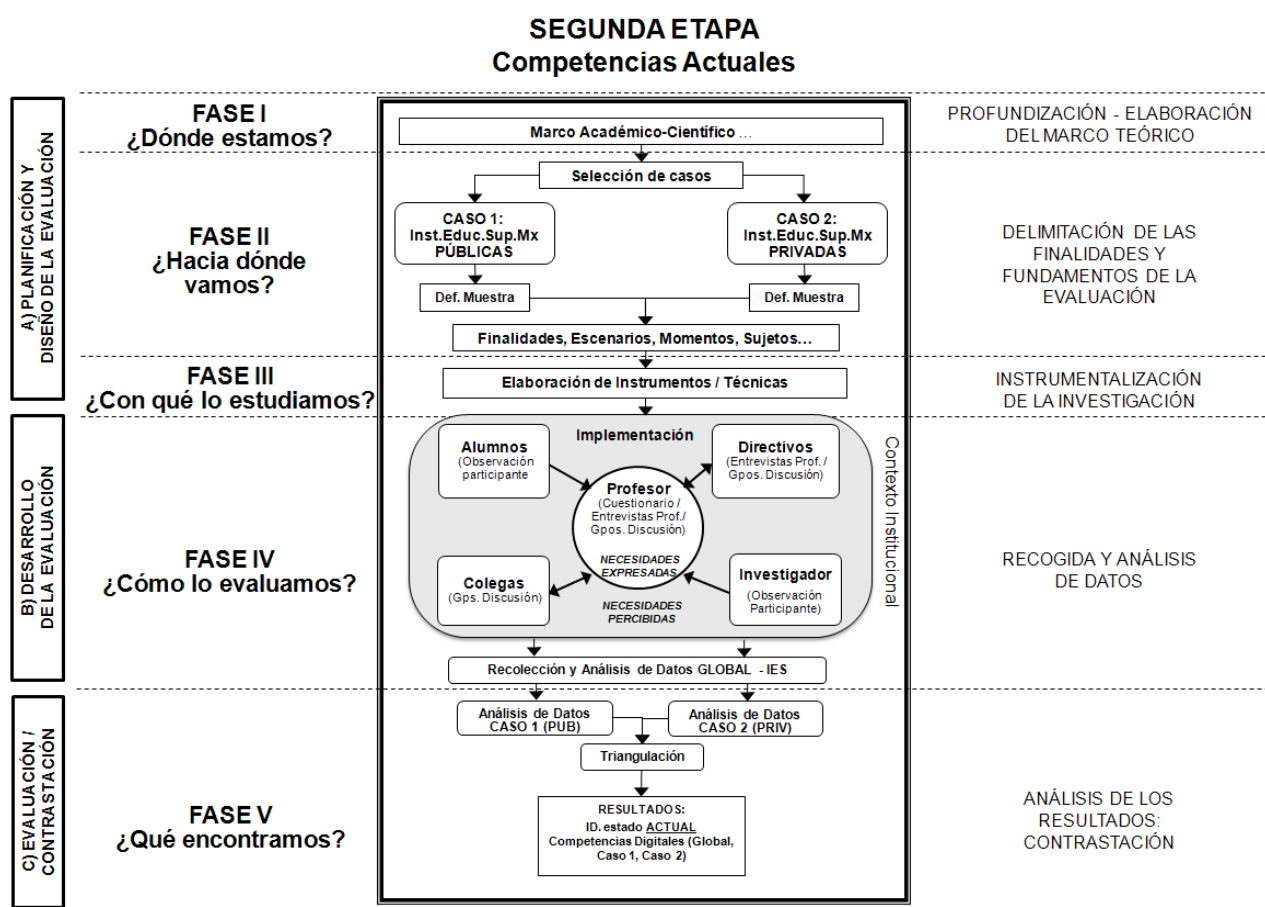 SEGUNDA ETAPA
Competencias Actuales
A) PLANIFICACIÓN Y
DISEÑO DE LA EVALUACIÓN
FASE I
¿Dónde estamos?
Marco Académico-Científico ...
PROFUNDIZACIÓN - ELABORACIÓN
DEL MARCO TEÓRICO
FASE II
¿Hacia dónde
vamos?
Selección de casos
CASO 1:
Inst.Educ.Sup.Mx
PÚBLICAS
CASO 2:
Inst.Educ.Sup.Mx
PRIVADAS
Def. Muestra
Def. Muestra
Finalidades, Escenarios, Momentos, Sujetos...
DELIMITACIÓN DE LAS
FINALIDADES Y
FUNDAMENTOS DE LA
EVALUACIÓN
FASE III
¿Con qué lo estudiamos?
Elaboración de Instrumentos / Técnicas
INSTRUMENTALIZACIÓN
DE LA INVESTIGACIÓN
B) DESARROLLO
DE LA EVALUACIÓN
FASE IV
¿Cómo lo evaluamos?
Implementación
Alumnos
(Observación
participante
Directivos
(Entrevistas Prof./
Gpos. Discusión)
Profesor
(Cuestionario /
Entrevistas Prof./
Gpos. Discusión)
NECESIDADES
EXPRESADAS
Colegas
(Gps. Discusión)
Investigador
(Observación
Participante)
NECESIDADES
PERCIBIDAS
Contexto Institucional
Recolección y Análisis de Datos GLOBAL - IES
RECOGIDA Y ANÁLISIS
DE DATOS
C) EVALUACIÓN /
CONTRASTACIÓN
FASE V
¿Qué encontramos?
Análisis de Datos
CASO 1 (PUB)
Análisis de Datos
CASO 2 (PRIV)
Triangulación
RESULTADOS:
ID. estado ACTUAL
Competencias Digitales (Global,
Caso 1, Caso 2)
ANÁLISIS DE LOS
RESULTADOS:
CONTRASTACIÓN